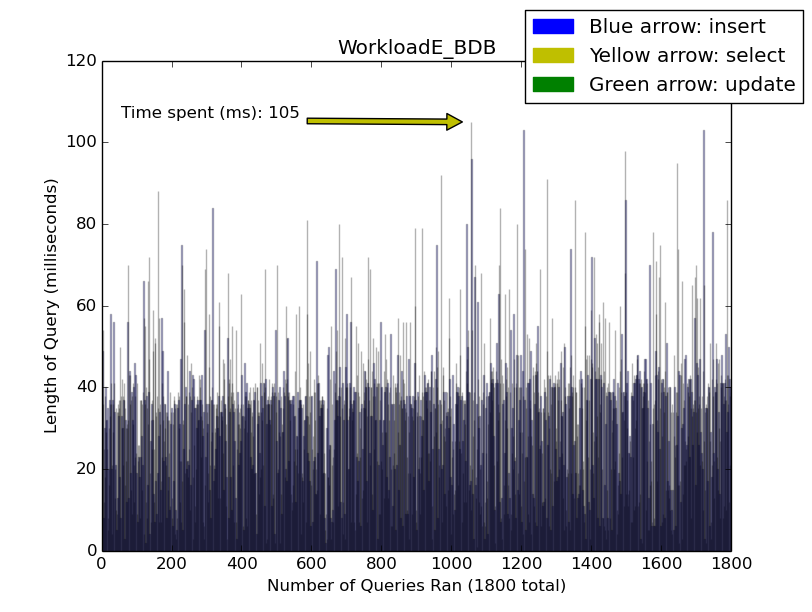 WorkloadE_BDB
Blue arrow: insert
Yellow arrow: select
Green arrow: update
Time spent (ms): 105
Length of Query (milliseconds)
120
100
80
60
40
20
0
0 200 400 600 800 1000 1200 1400 1600 1800
Number of Queries Ran (1800 total)